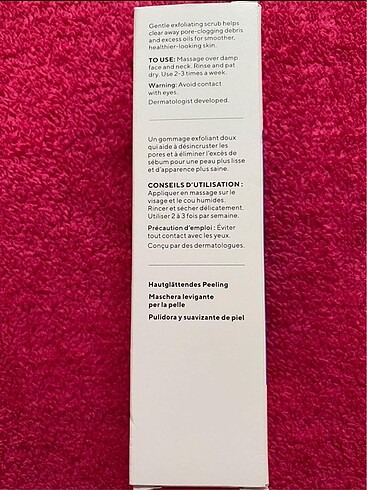 Gentle exfoliating scrub helps
clear away pore-clogging debris
and excess oils for smoother,
healthier-looking skin.
TO USE: Massage over damp
face and neck. Rinse and pat
dry. Use 2-3 times a week.
Warning: Avoid contact
with eyes.
Dermatologist developed.
Un gommage exfoliant doux
qui aide à désincruster les
pores et à éliminer l'excès de
sébum pour une peau plus lisse
et d'apparence plus saine.
CONSEILS D'UTILISATION :
Appliquer en massage sur le
visage et le cou humides.
Rincer et sécher délicatement.
Utiliser 2 à 3 fois par semaine.
Précaution d'emploi : Éviter
tout contact avec les yeux.
Conçu par des dermatologues.
Hautglättendes Peeling
Maschera levigante
per la pelle
Pulidora y suavizante de piel